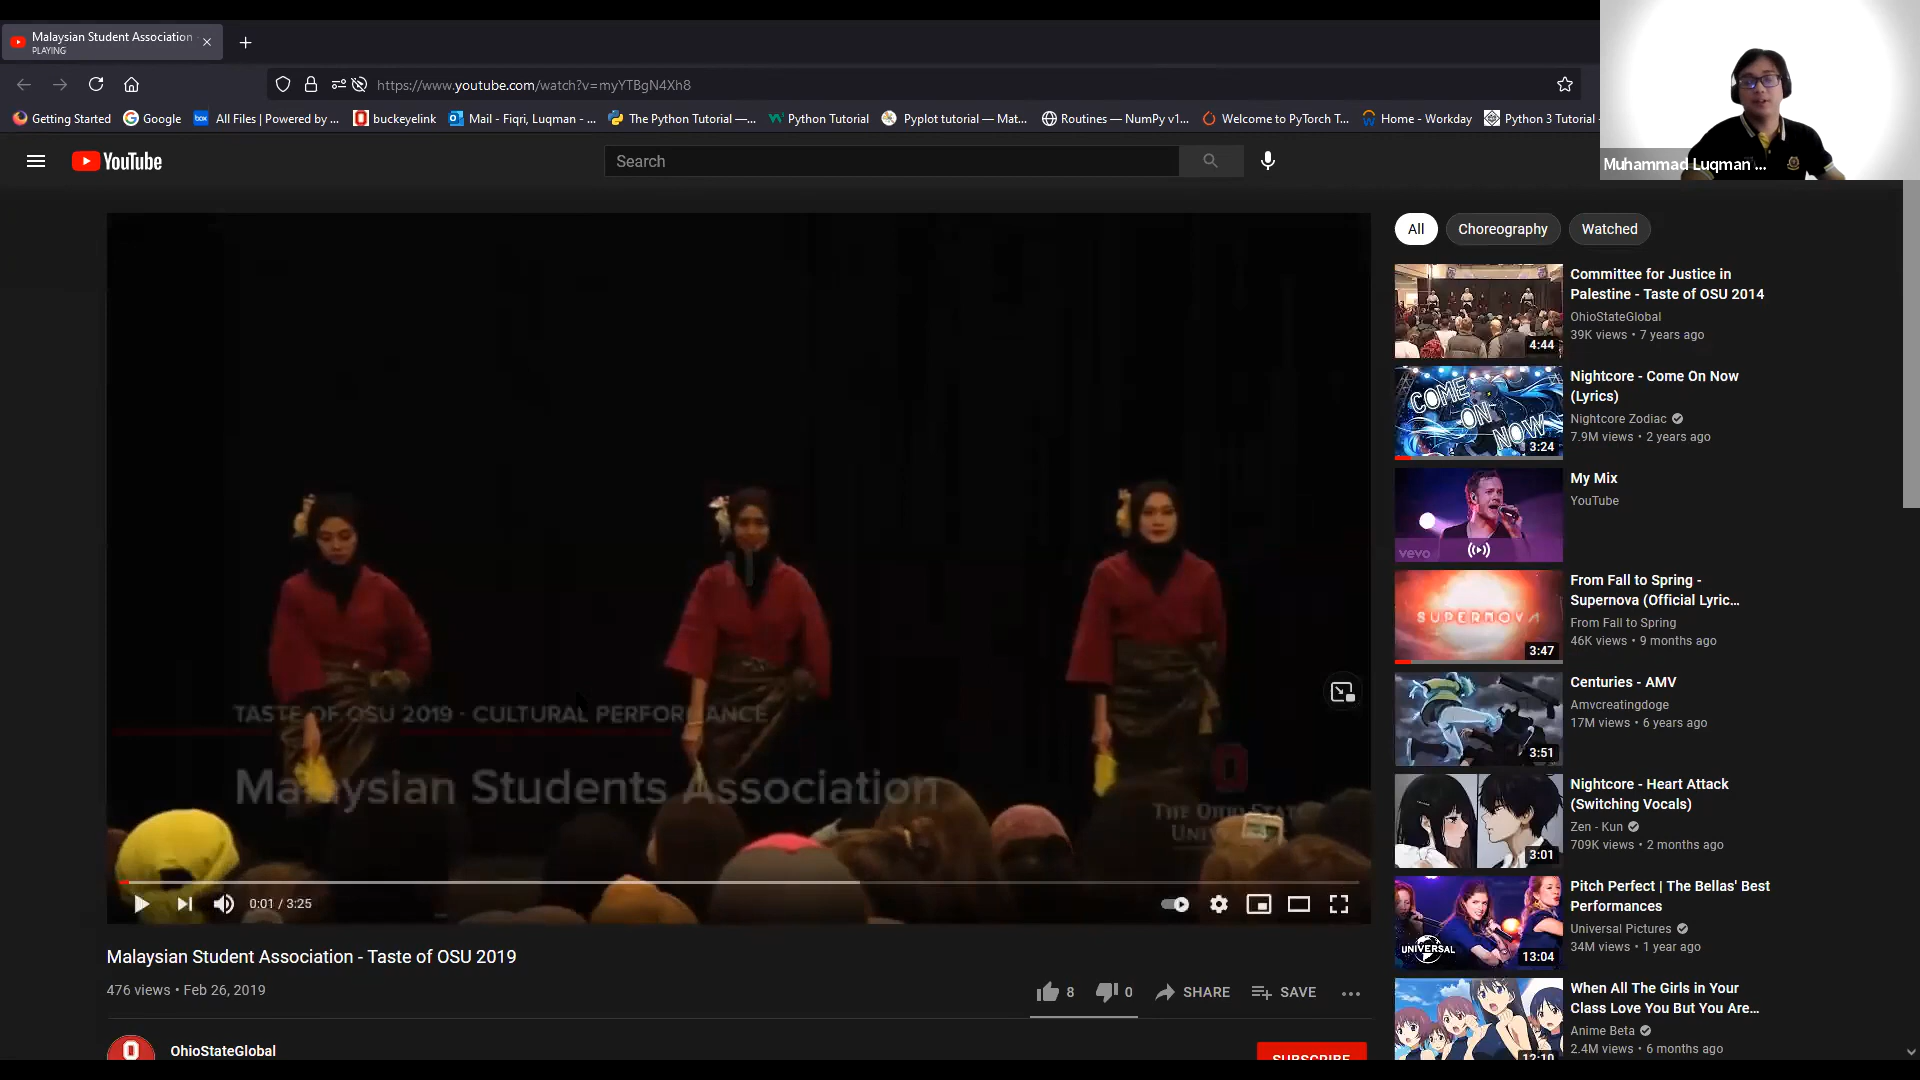 Malaysian Student Association -
PLAYING
https://www.youtube.com/watch?v=myYTBgN4Xh8
Getting Started
Google
box
All Files | Powered by ...
buckeyelink
Mail - Fiqri, Luqman - ...
The Python Tutorial —...
Python Tutorial
Pyplot tutorial — Mat...
Routines — NumPy v1...
Welcome to PyTorch T...
Home - Workday
Python 3 Tutorial
Muhammad Luqman ...
YouTube
Search
TASTE OF OSU 2019 - CULTURAL PERFORMANCE
Malaysian Students Association
THE OHIO STATE
0:01 / 3:25
Malaysian Student Association - Taste of OSU 2019
476 views • Feb 26, 2019
8
0
SHARE
SAVE
OhioStateGlobal
SUBSCRIBE
All
Choreography
Watched
4:44
Committee for Justice in
Palestine - Taste of OSU 2014
OhioStateGlobal
39K views • 7 years ago
COME
ON
NOW
3:24
Nightcore - Come On Now
(Lyrics)
Nightcore Zodiac
7.9M views • 2 years ago
vevo
My Mix
YouTube
SUPERNOVA
3:47
From Fall to Spring -
Supernova (Official Lyric...
From Fall to Spring
46K views • 9 months ago
3:51
Centuries - AMV
Amvcreatingdoge
17M views • 6 years ago
3:01
Nightcore - Heart Attack
(Switching Vocals)
Zen - Kun
709K views • 2 months ago
UNIVERSAL
13:04
Pitch Perfect | The Bellas' Best
Performances
Universal Pictures
34M views • 1 year ago
12:10
When All The Girls in Your
Class Love You But You Are...
Anime Beta
2.4M views • 6 months ago